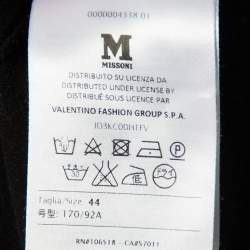 0000004338 01
M
MISSONI
DISTRIBUITO SU LICENZA DA
DISTRIBUTED UNDER LICENSE BY
DISTRIBUÉ SOUS LICENCE PAR
VALENTINO FASHION GROUP S.P.A.
Taglia/Size: 44
号型: 170/92A
RN#106518 - CA#57011